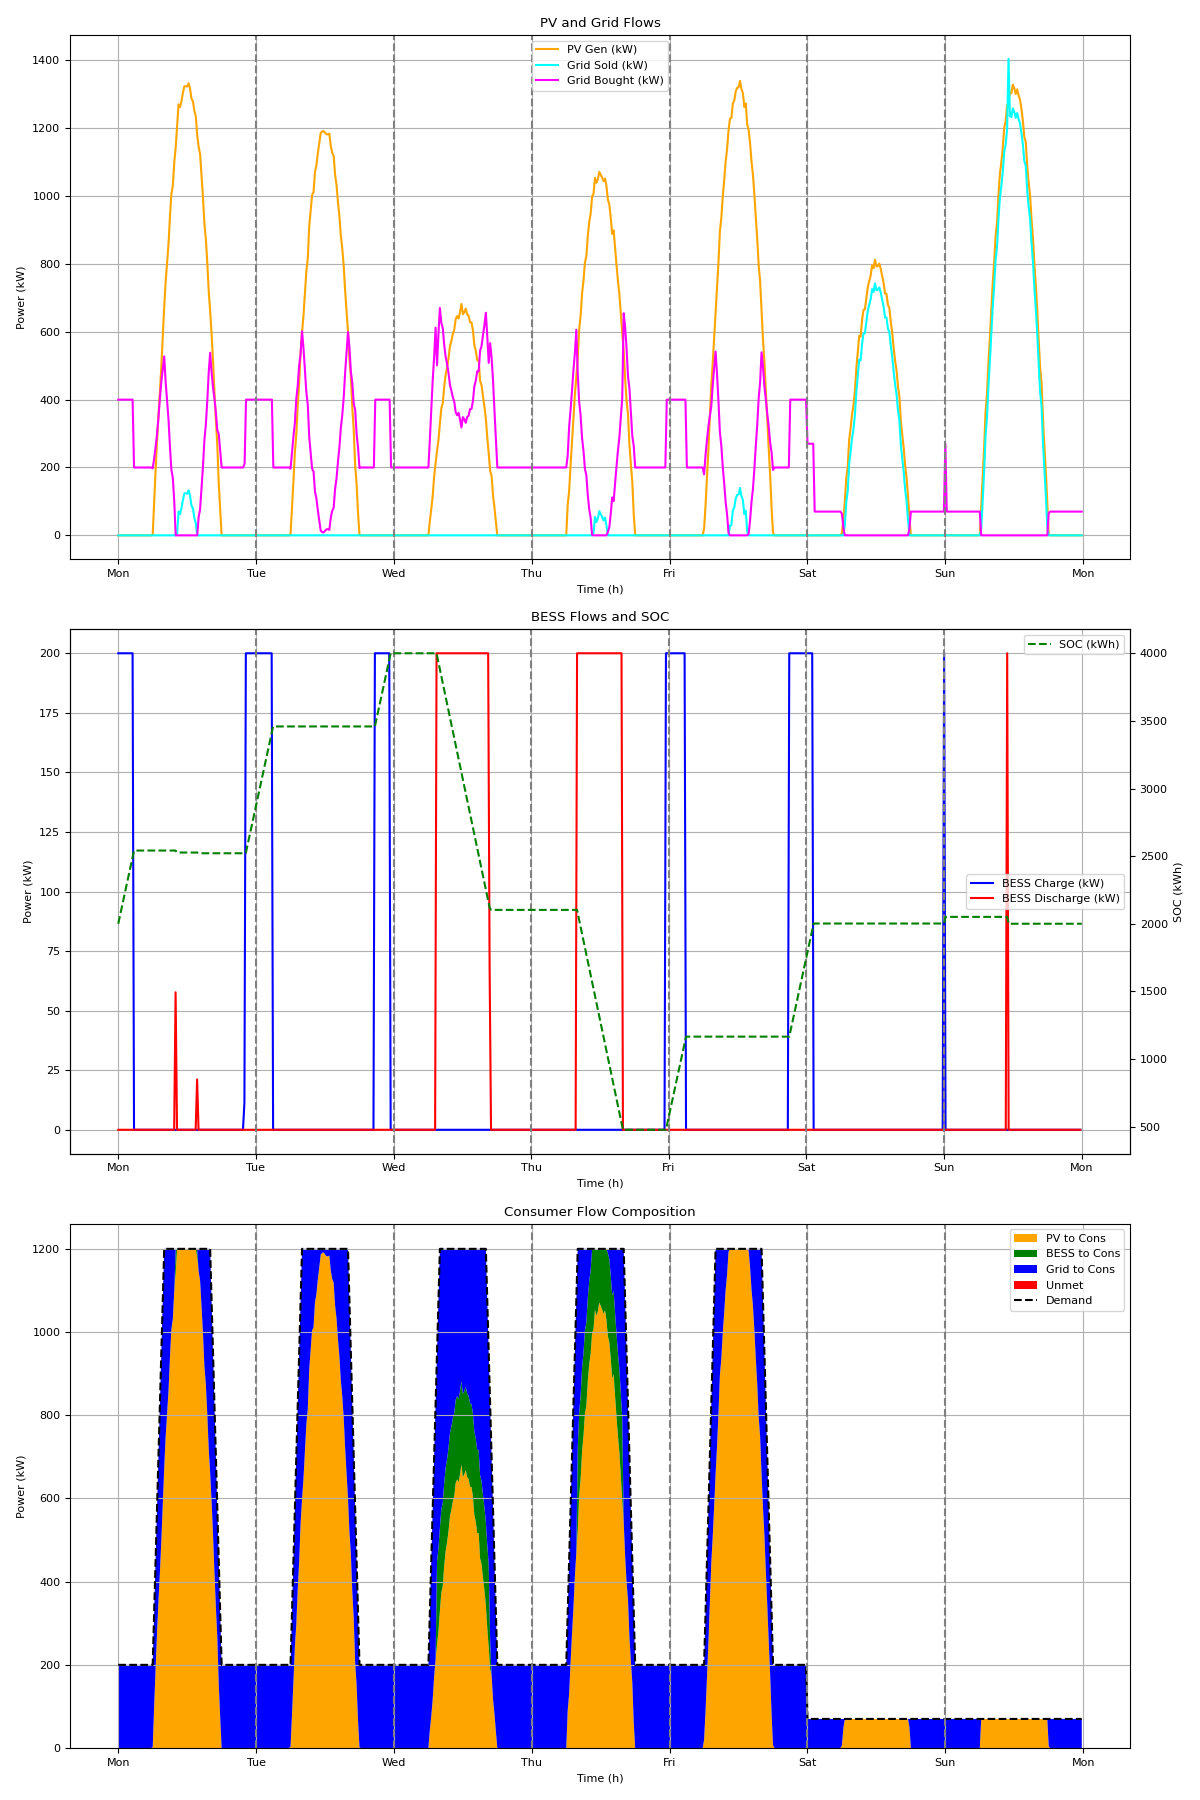 PV and Grid Flows
PV Gen (kW)
Grid Sold (kW)
Grid Bought (kW)
1400
1200
1000
800
600
400
200
0
Power (kW)
Mon Tue Wed Thu Fri Sat Sun Mon
Time (h)
BESS Flows and SOC
SOC (kWh)
200
175
150
125
100
75
50
25
0
Power (kW)
4000
3500
3000
2500
2000
1500
1000
500
SOC (kWh)
BESS Charge (kW)
BESS Discharge (kW)
Mon Tue Wed Thu Fri Sat Sun Mon
Time (h)
Consumer Flow Composition
PV to Cons
BESS to Cons
Grid to Cons
Unmet
Demand
1200
1000
800
600
400
200
0
Power (kW)
Mon Tue Wed Thu Fri Sat Sun Mon
Time (h)